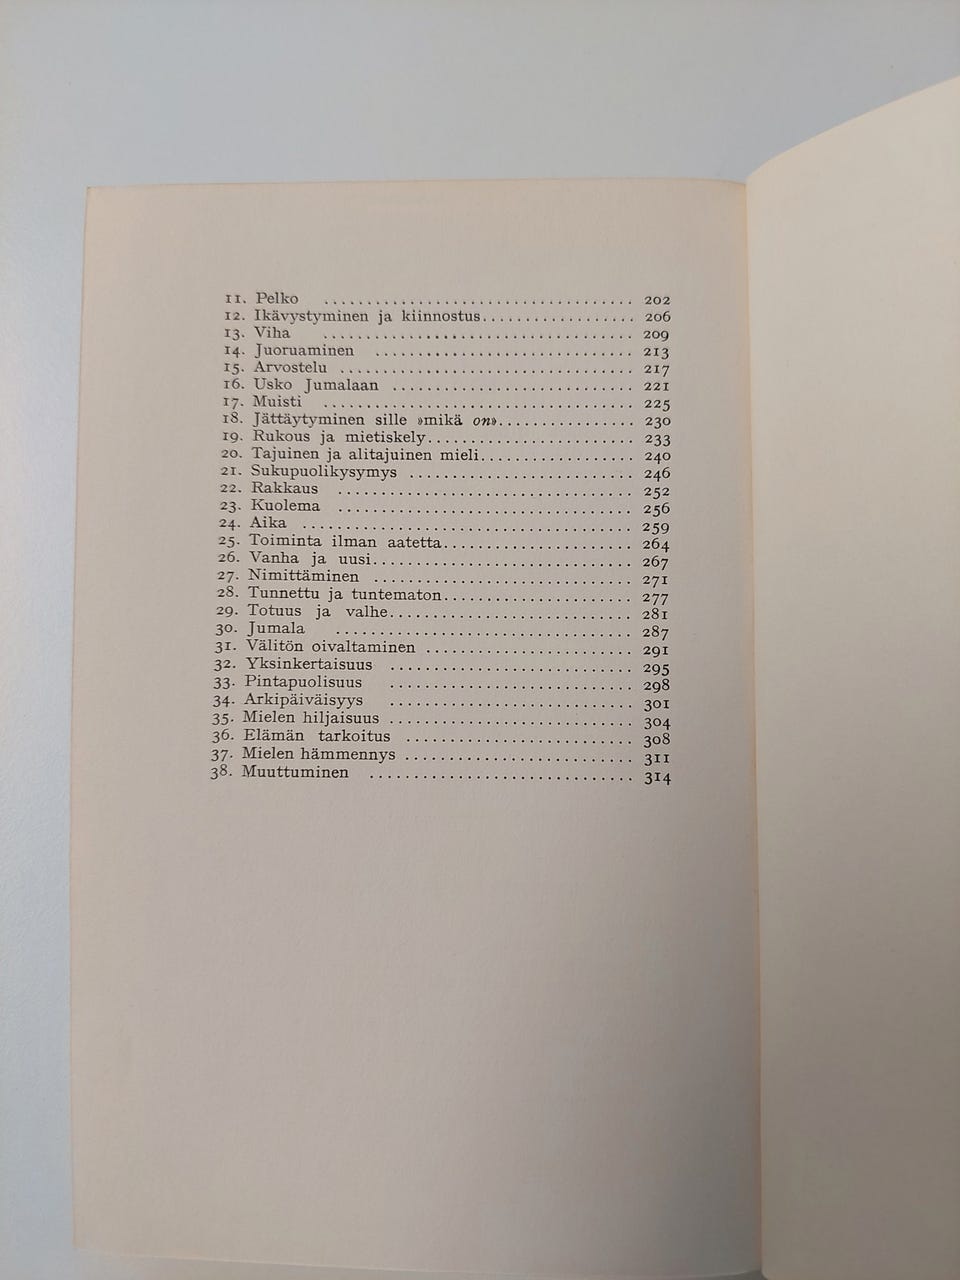 11. Pelko ................................... 202
12. Ikävystyminen ja kiinnostus................. 206
13. Viha ................................... 209
14. Juoruaminen ............................. 213
15. Arvostelu ................................. 217
16. Usko Jumalaan ........................... 221
17. Muisti ................................... 225
18. Jättäytyminen sille »mikä on»............... 230
19. Rukous ja mietiskely....................... 233
20. Tajuinen ja alitajuinen mieli................. 240
21. Sukupuolikysymys ......................... 246
22. Rakkaus ................................. 252
23. Kuolema ................................. 256
24. Aika ..................................... 259
25. Toiminta ilman aatetta..................... 264
26. Vanha ja uusi............................. 267
27. Nimittäminen ............................. 271
28. Tunnettu ja tuntematon..................... 277
29. Totuus ja valhe........................... 281
30. Jumala ................................. 287
31. Välitön oivaltaminen ....................... 291
32. Yksinkertaisuus ........................... 295
33. Pintapuolisuus ........................... 298
34. Arkipäiväisyys ........................... 301
35. Mielen hiljaisuus ........................... 304
36. Elämän tarkoitus ......................... 308
37. Mielen hämmennys ......................... 311
38. Muuttuminen ............................. 314